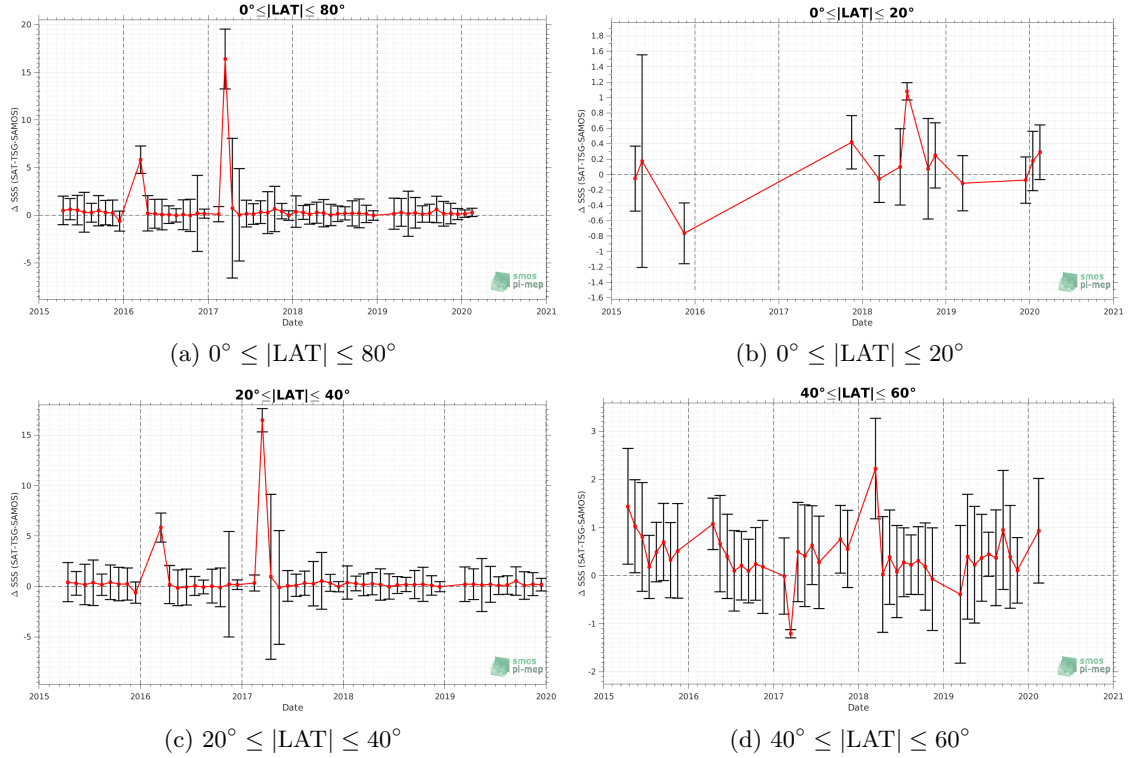 0°≤|LAT|≤ 80°
Δ SSS (SAT-TSG-SAMOS)
20
15
10
5
0
-5
2015 2016 2017 2018 2019 2020 2021
Date
smos
pi-mep
(a) 0° ≤ |LAT| ≤ 80°
0°≤|LAT|≤ 20°
Δ SSS (SAT-TSG-SAMOS)
1.8
1.6
1.4
1.2
1
0.8
0.6
0.4
0.2
0
-0.2
-0.4
-0.6
-0.8
-1
-1.2
-1.4
-1.6
2015 2016 2017 2018 2019 2020 2021
Date
smos
pi-mep
(b) 0° ≤ |LAT| ≤ 20°
20°≤|LAT|≤ 40°
Δ SSS (SAT-TSG-SAMOS)
15
10
5
0
-5
2015 2016 2017 2018 2019 2020
Date
smos
pi-mep
(c) 20° ≤ |LAT| ≤ 40°
40°≤|LAT|≤ 60°
Δ SSS (SAT-TSG-SAMOS)
3
2
1
0
-1
-2
2015 2016 2017 2018 2019 2020 2021
Date
smos
pi-mep
(d) 40° ≤ |LAT| ≤ 60°